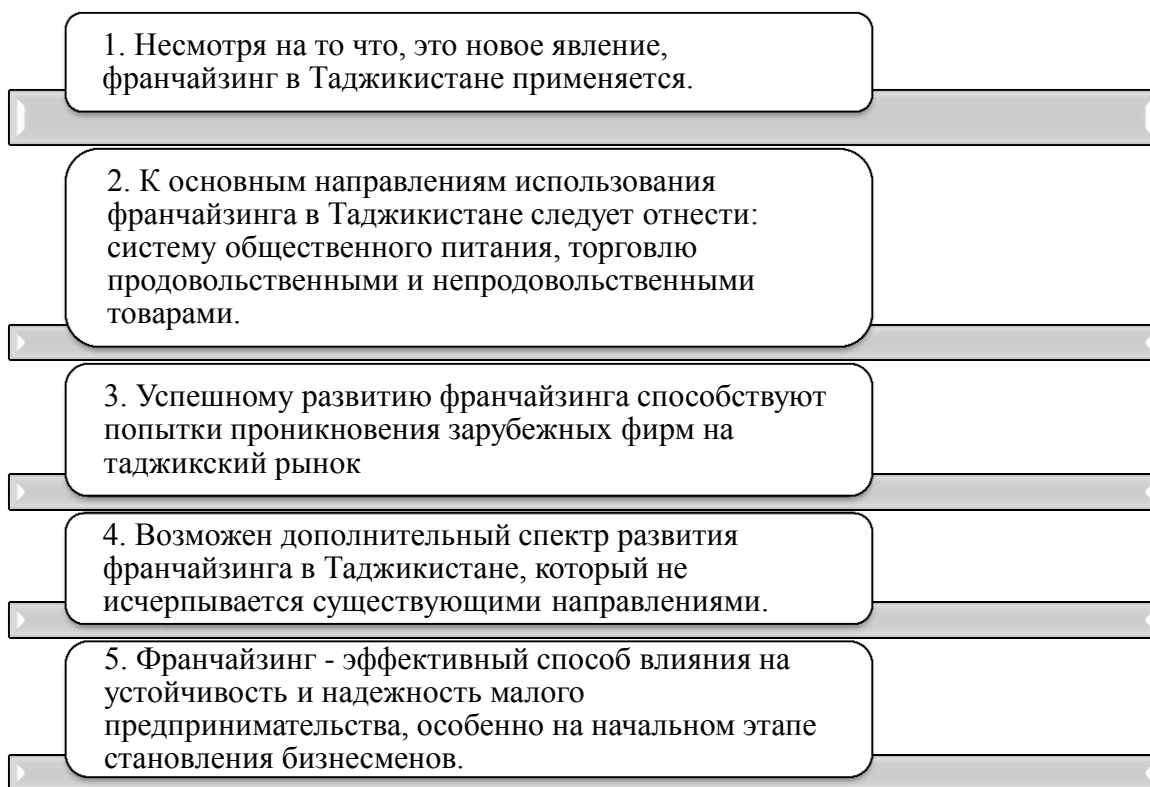 1. Несмотря на то что, это новое явление,
франчайзинг в Таджикистане применяется.
2. К основным направлениям использования
франчайзинга в Таджикистане следует отнести:
систему общественного питания, торговлю
продовольственными и непродовольственными
товарами.
3. Успешному развитию франчайзинга способствуют
попытки проникновения зарубежных фирм на
таджикский рынок
4. Возможен дополнительный спектр развития
франчайзинга в Таджикистане, который не
исчерпывается существующими направлениями.
5. Франчайзинг - эффективный способ влияния на
устойчивость и надежность малого
предпринимательства, особенно на начальном этапе
становления бизнесменов.